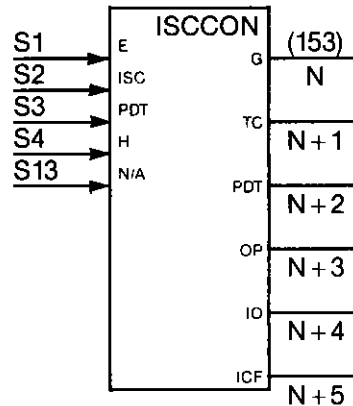 ISCCON
S1 E G (153)
N
S2 ISC
S3 PDT TC
N+1
S4 H
S13 N/A PDT
N+2
OP
N+3
IO
N+4
ICF
N+5